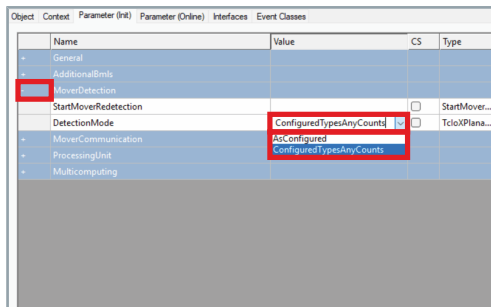 Object Context Parameter (Init) Parameter (Online) Interfaces Event Classes
Name Value CS Type
+ General
+ AdditionalBmls
- MoverDetection
StartMoverRedetection StartMover...
DetectionMode ConfiguredTypesAnyCounts TcIoXPlana...
AsConfigured
ConfiguredTypesAnyCounts
+ MoverCommunication
+ ProcessingUnit
+ Multicomputing